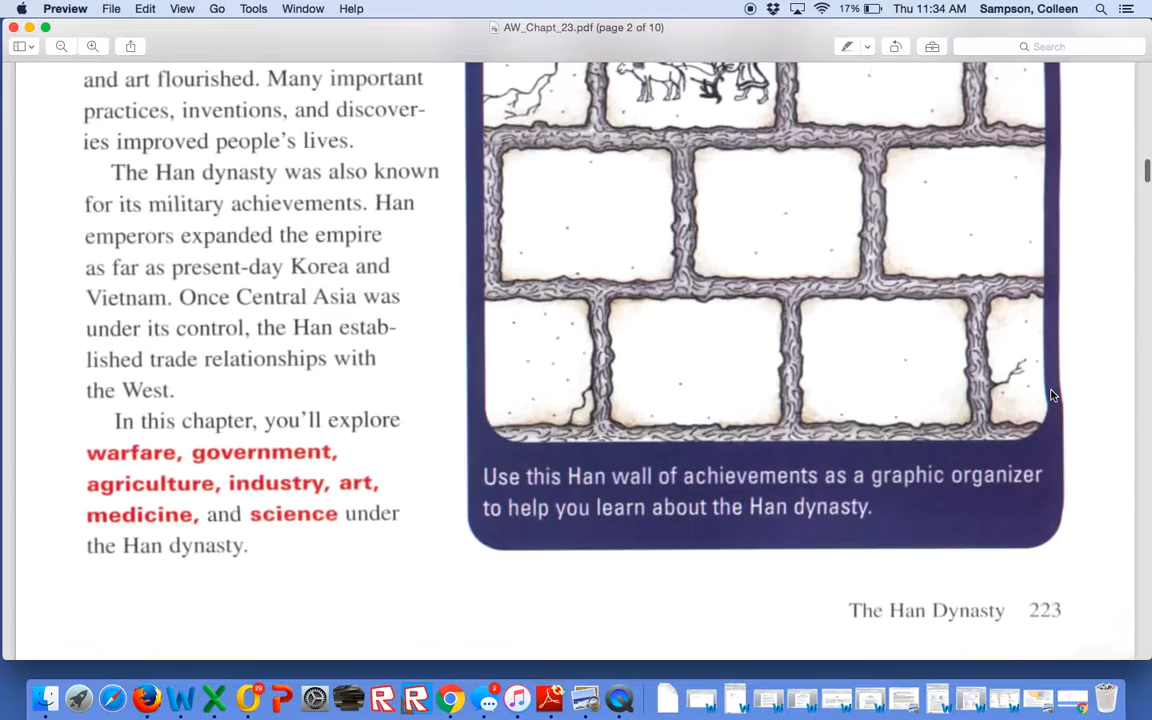 Preview File Edit View Go Tools Window Help 17% Thu 11:34 AM Sampson, Colleen
AW_Chapt_23.pdf (page 2 of 10)
Search
and art flourished. Many important
practices, inventions, and discover-
ies improved people's lives.
The Han dynasty was also known
for its military achievements. Han
emperors expanded the empire
as far as present-day Korea and
Vietnam. Once Central Asia was
under its control, the Han estab-
lished trade relationships with
the West.
In this chapter, you'll explore
warfare, government,
agriculture, industry, art,
medicine, and science under
the Han dynasty.
Use this Han wall of achievements as a graphic organizer
to help you learn about the Han dynasty.
The Han Dynasty 223
29
2